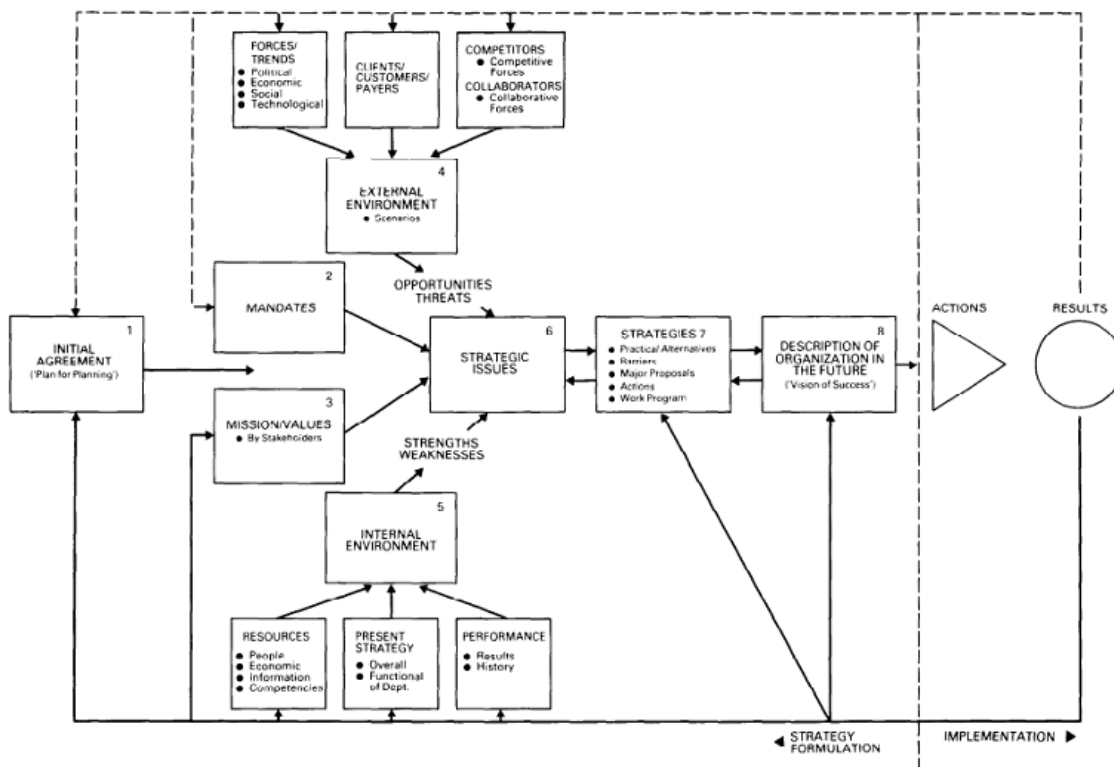 FORCES/
TRENDS
● Political
● Economic
● Social
● Technological
CLIENTS/
CUSTOMERS/
PAYERS
COMPETITORS
● Competitive
Forces
COLLABORATORS
● Collaborative
Forces
4
EXTERNAL
ENVIRONMENT
● Scenarios
OPPORTUNITIES
THREATS
2
MANDATES
1
INITIAL
AGREEMENT
('Plan for Planning')
3
MISSION/VALUES
● By Stakeholders
6
STRATEGIC
ISSUES
STRATEGIES 7
● Practical Alternatives
● Barriers
● Major Proposals
● Actions
● Work Program
8
DESCRIPTION OF
ORGANIZATION IN
THE FUTURE
('Vision of Success')
ACTIONS
RESULTS
STRENGTHS
WEAKNESSES
5
INTERNAL
ENVIRONMENT
RESOURCES
● People
● Economic
● Information
● Competencies
PRESENT
STRATEGY
● Overall
● Functional
of Dept.
PERFORMANCE
● Results
● History
◀ STRATEGY
FORMULATION
IMPLEMENTATION ▶